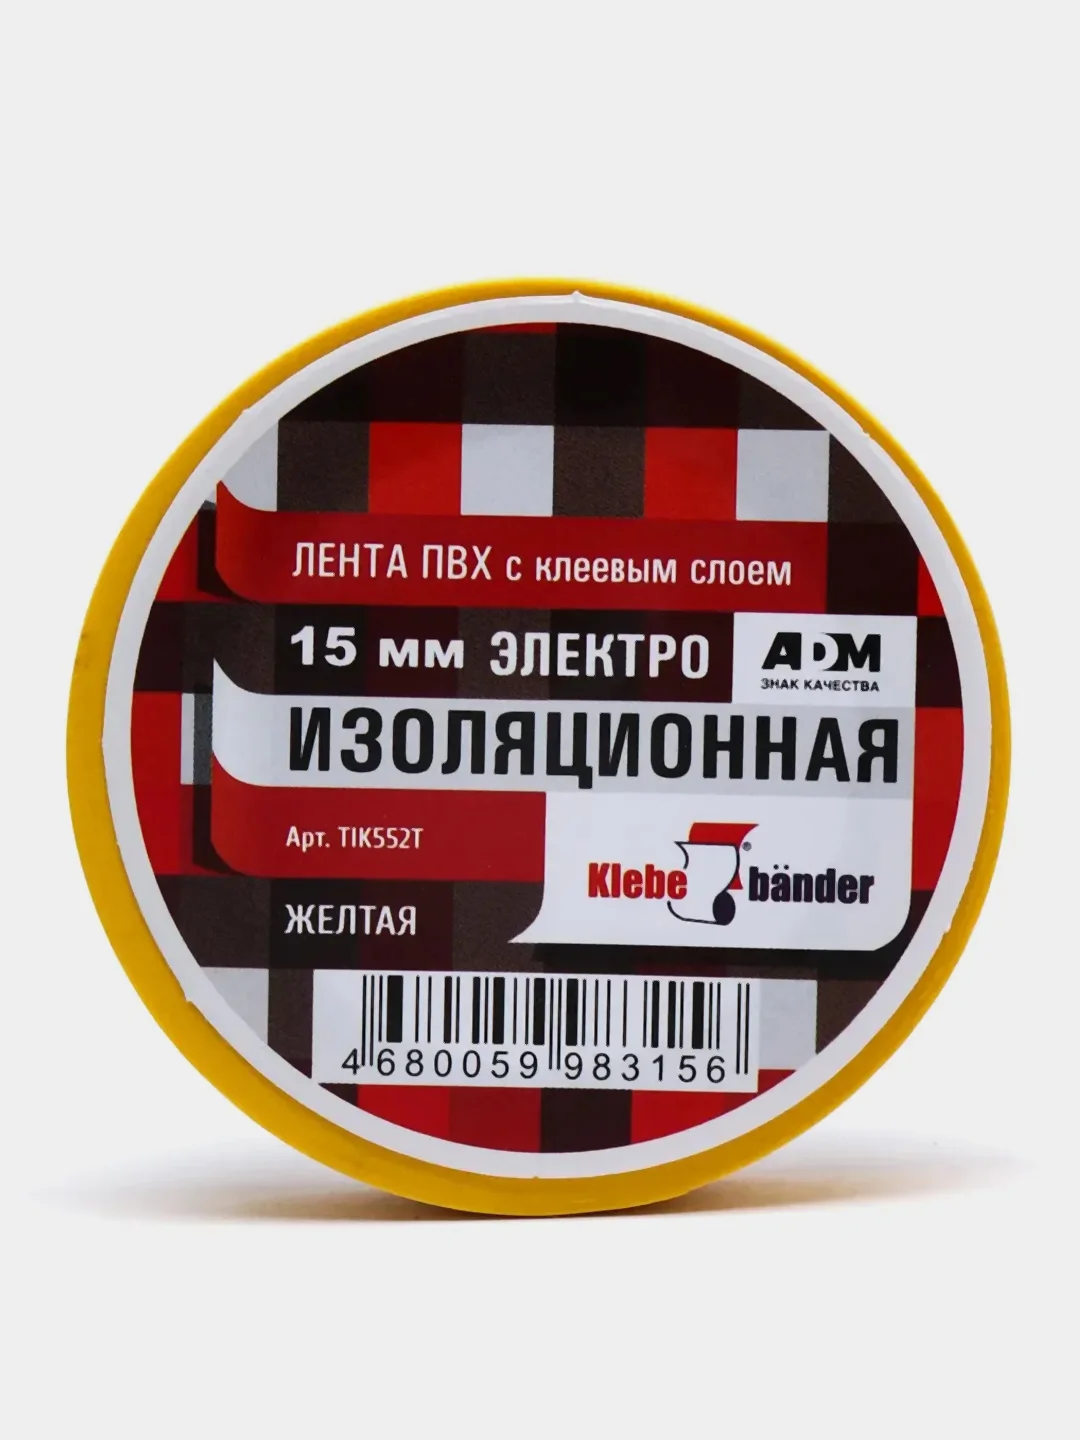 ЛЕНТА ПВХ с клеевым слоем
15 мм ЭЛЕКТРО
ADM
ЗНАК КАЧЕСТВА
ИЗОЛЯЦИОННАЯ
Арт. TIK552T
Klebe bänder®
ЖЕЛТАЯ
4 680059 983156